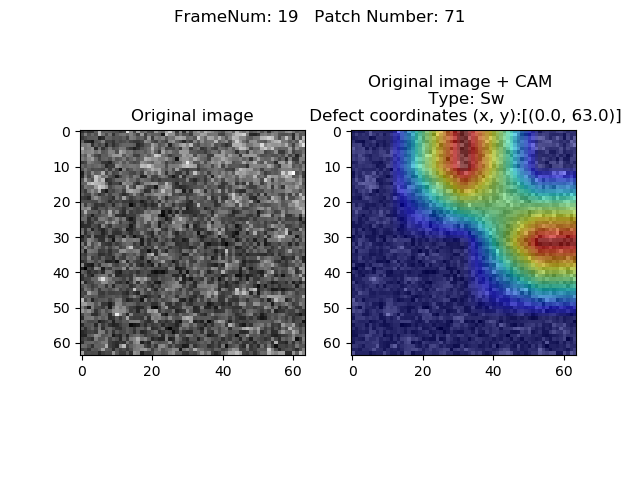 FrameNum: 19   Patch Number: 71
Original image
Original image + CAM
Type: Sw
Defect coordinates (x, y):[(0.0, 63.0)]
0
10
20
30
40
50
60
0 20 40 60
0
10
20
30
40
50
60
0 20 40 60